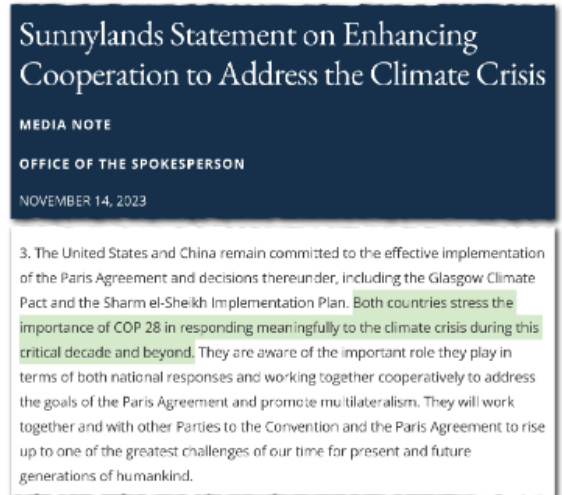 Sunnylands Statement on Enhancing
Cooperation to Address the Climate Crisis
MEDIA NOTE
OFFICE OF THE SPOKESPERSON
NOVEMBER 14, 2023
3. The United States and China remain committed to the effective implementation
of the Paris Agreement and decisions thereunder, including the Glasgow Climate
Pact and the Sharm el-Sheikh Implementation Plan. Both countries stress the
importance of COP 28 in responding meaningfully to the climate crisis during this
critical decade and beyond. They are aware of the important role they play in
terms of both national responses and working together cooperatively to address
the goals of the Paris Agreement and promote multilateralism. They will work
together and with other Parties to the Convention and the Paris Agreement to rise
up to one of the greatest challenges of our time for present and future
generations of humankind.